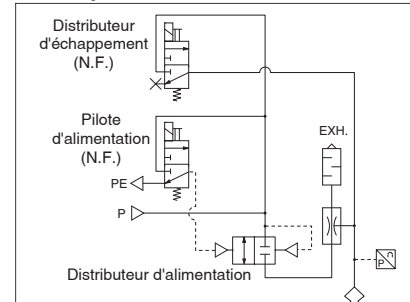 Distributeur
d'échappement
(N.F.)
Pilote
d'alimentation
(N.F.)
EXH.
PE
P
P n
Distributeur d'alimentation